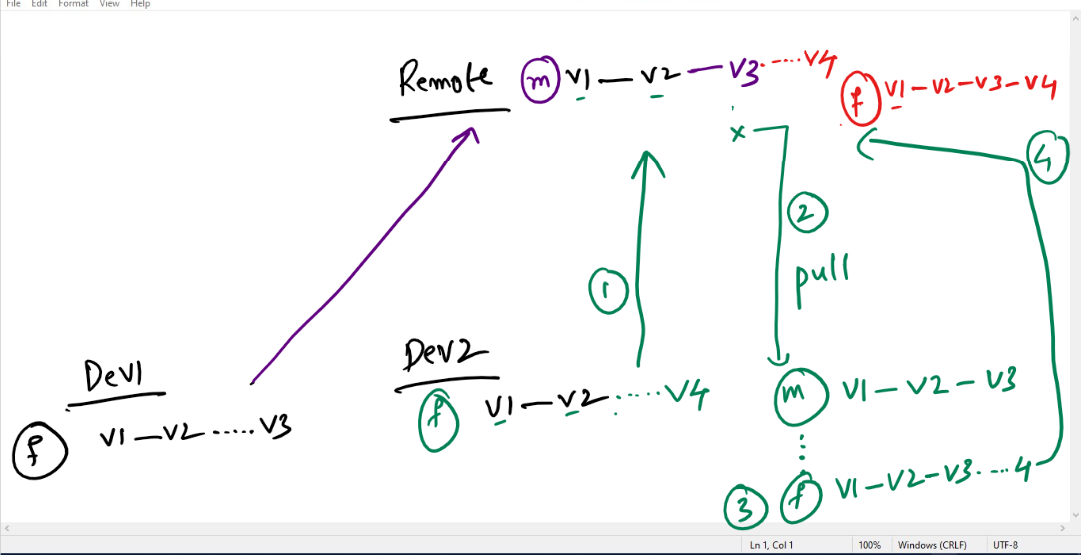 File Edit Format View Help
Remote m V1 — V2 — V3 ..... V4
f V1 – V2 – V3 – V4
x
4
2
1
pull
Dev1
Dev2
f V1 — V2 ..... V3
f V1 — V2 ...... V4
m V1 – V2 – V3
3 f V1 – V2 – V3 .... 4
Ln 1, Col 1 100% Windows (CRLF) UTF-8